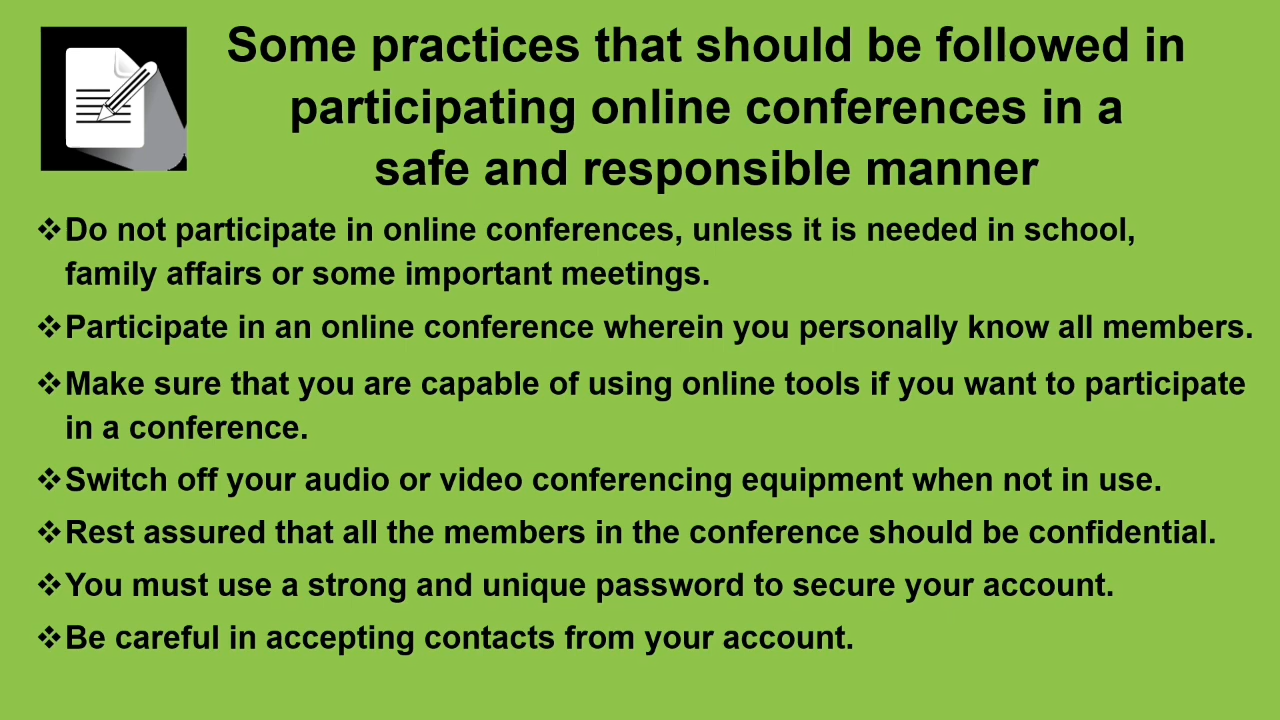 Some practices that should be followed in
participating online conferences in a
safe and responsible manner
❖Do not participate in online conferences, unless it is needed in school,
family affairs or some important meetings.
❖Participate in an online conference wherein you personally know all members.
❖Make sure that you are capable of using online tools if you want to participate
in a conference.
❖Switch off your audio or video conferencing equipment when not in use.
❖Rest assured that all the members in the conference should be confidential.
❖You must use a strong and unique password to secure your account.
❖Be careful in accepting contacts from your account.